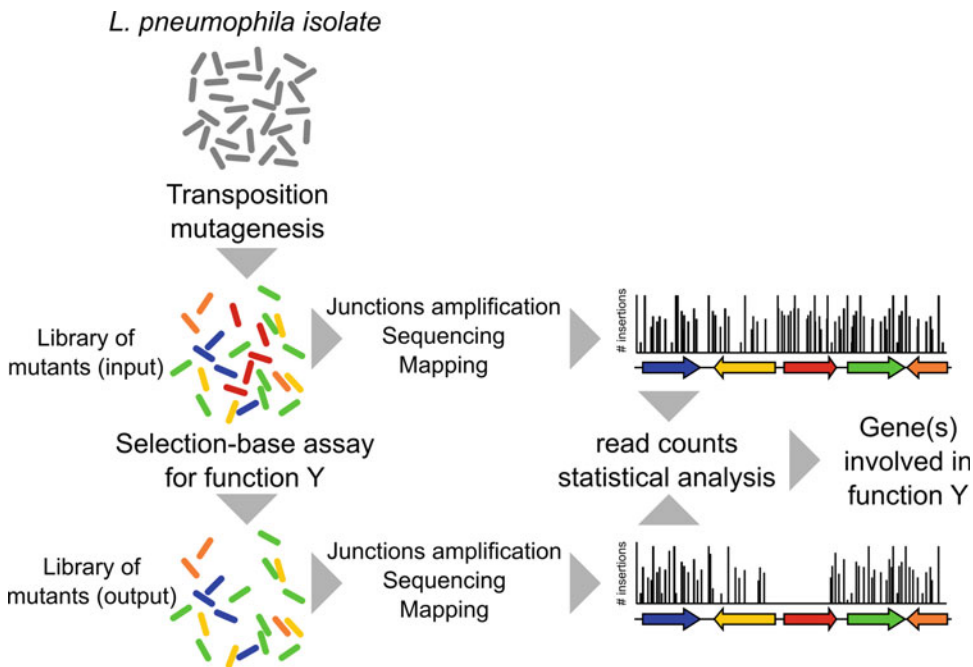 L. pneumophila isolate
Transposition
mutagenesis
Library of
mutants (input)
Junctions amplification
Sequencing
Mapping
# insertions
Selection-base assay
for function Y
read counts
statistical analysis
Gene(s)
involved in
function Y
Library of
mutants (output)
Junctions amplification
Sequencing
Mapping
# insertions